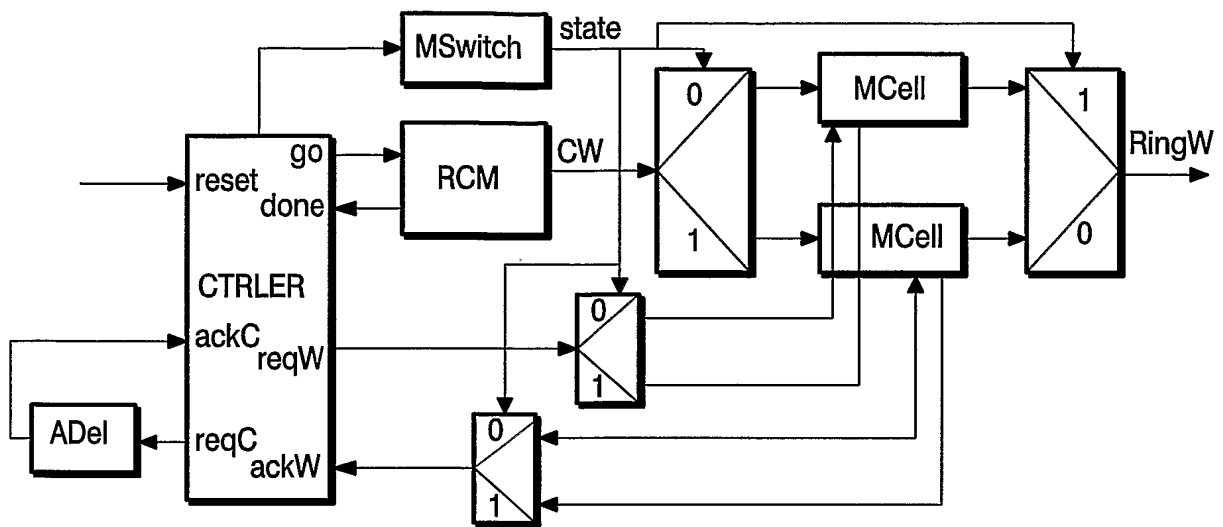 MSwitch
state
0
MCell
1
RingW
go
reset
done
RCM
CW
1
MCell
0
CTRLER
ackC
reqW
0
1
ADel
reqC
ackW
0
1